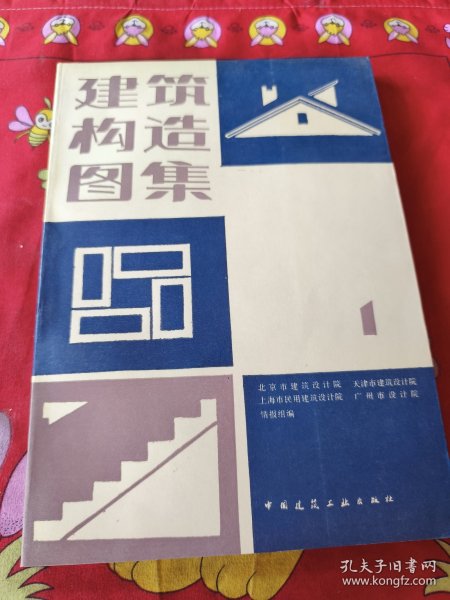 建筑
构造
图集
1
北京市建筑设计院 天津市建筑设计院
上海市民用建筑设计院 广州市设计院
情报组编
中国建筑工业出版社
孔夫子旧书网
www.kongfz.com